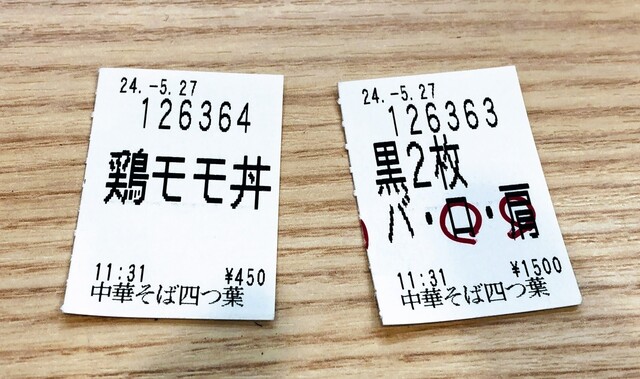 24.-5.27
126364
鶏モモ丼
11:31 ¥450
中華そば四つ葉
24.-5.27
126363
黒2枚
バ・ロ・肩
11:31 ¥1500
中華そば四つ葉